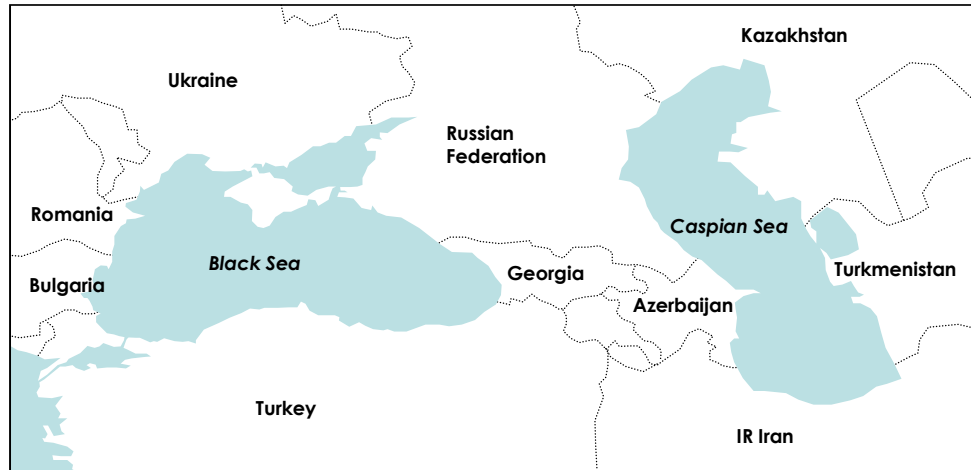 Kazakhstan
Ukraine
Russian
Federation
Romania
Caspian Sea
Black Sea
Georgia
Turkmenistan
Bulgaria
Azerbaijan
Turkey
IR Iran